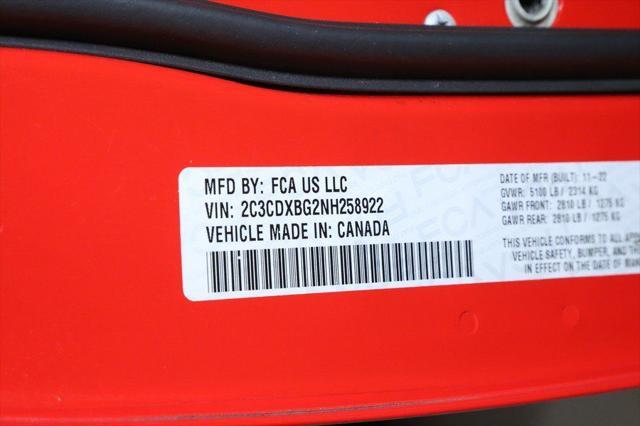 MFD BY: FCA US LLC
VIN: 2C3CDXBG2NH258922
VEHICLE MADE IN: CANADA
DATE OF MFR (BUILT): 11-22
GVWR: 5100 LB / 2314 KG
GAWR FRONT: 2810 LB / 1275 KG
GAWR REAR: 2810 LB / 1275 KG
THIS VEHICLE CONFORMS TO ALL
VEHICLE SAFETY, BUMPER, AND
IN EFFECT ON THE DATE OF